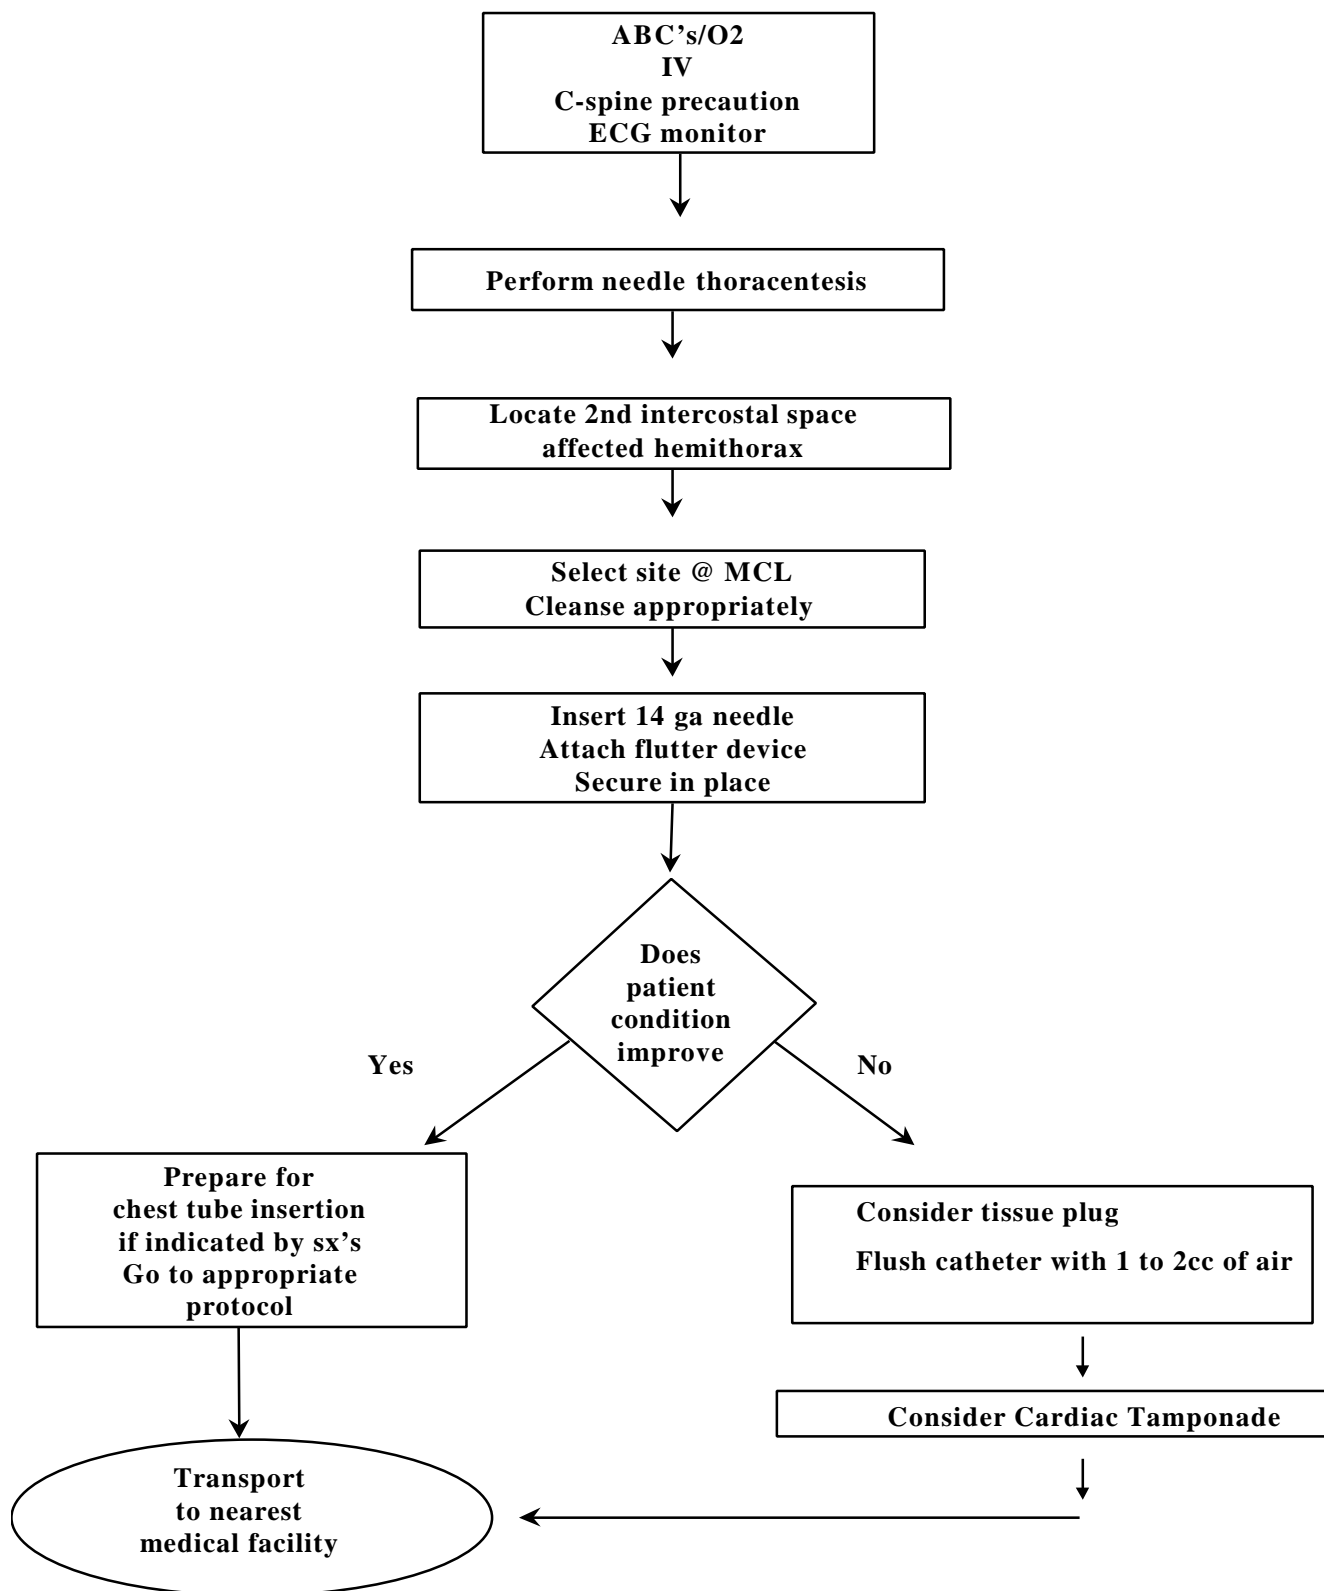 ABC’s/O2
IV
C-spine precaution
ECG monitor
Perform needle thoracentesis
Locate 2nd intercostal space
affected hemithorax
Select site @ MCL
Cleanse appropriately
Insert 14 ga needle
Attach flutter device
Secure in place
Does
patient
condition
improve
Yes
No
Prepare for
chest tube insertion
if indicated by sx’s
Go to appropriate
protocol
Consider tissue plug
Flush catheter with 1 to 2cc of air
Consider Cardiac Tamponade
Transport
to nearest
medical facility